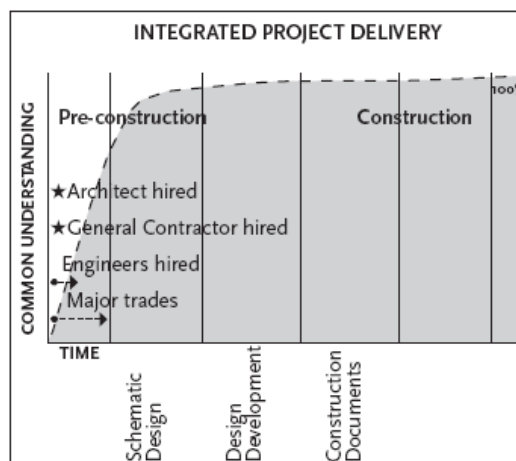 INTEGRATED PROJECT DELIVERY
100%
Pre-construction
Construction
★Architect hired
★General Contractor hired
Engineers hired
Major trades
COMMON UNDERSTANDING
TIME
Schematic
Design
Design
Development
Construction
Documents